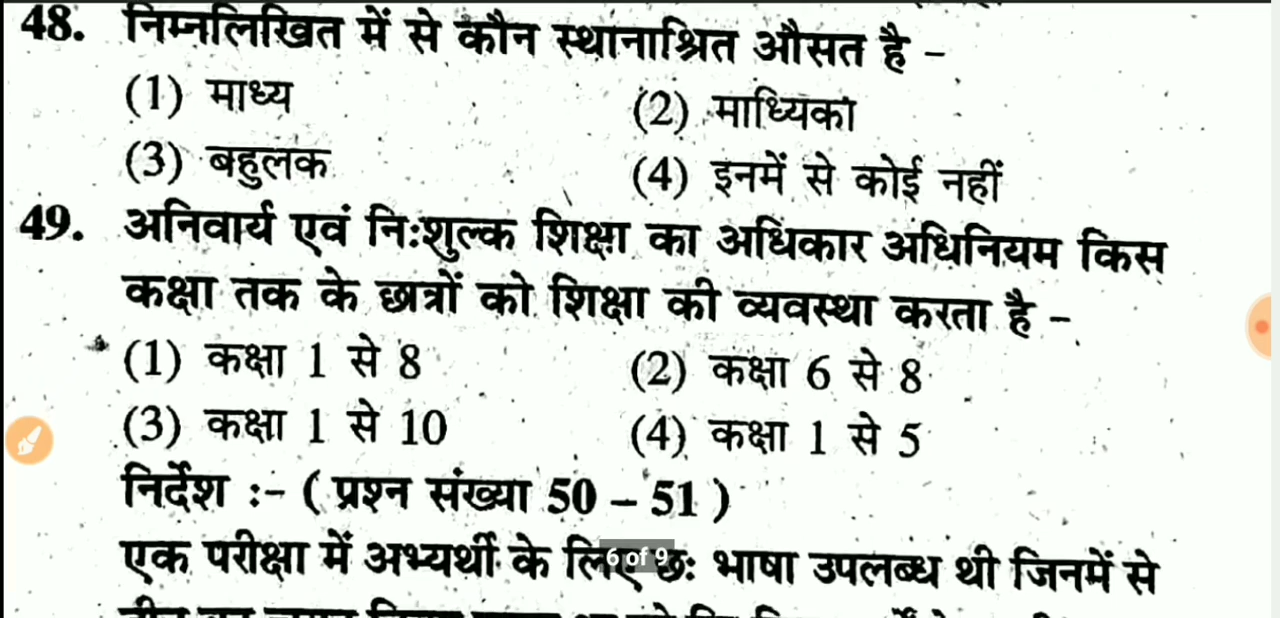 48. निम्नलिखित में से कौन स्थानाश्रित औसत है –
(1) माध्य (2) माध्यिका
(3) बहुलक (4) इनमें से कोई नहीं
49. अनिवार्य एवं निःशुल्क शिक्षा का अधिकार अधिनियम किस
कक्षा तक के छात्रों को शिक्षा की व्यवस्था करता है –
(1) कक्षा 1 से 8 (2) कक्षा 6 से 8
(3) कक्षा 1 से 10 (4) कक्षा 1 से 5
निर्देश :- ( प्रश्न संख्या 50 – 51 )
एक परीक्षा में अभ्यर्थी के लिए छः भाषा उपलब्ध थी जिनमें से
6 of 9